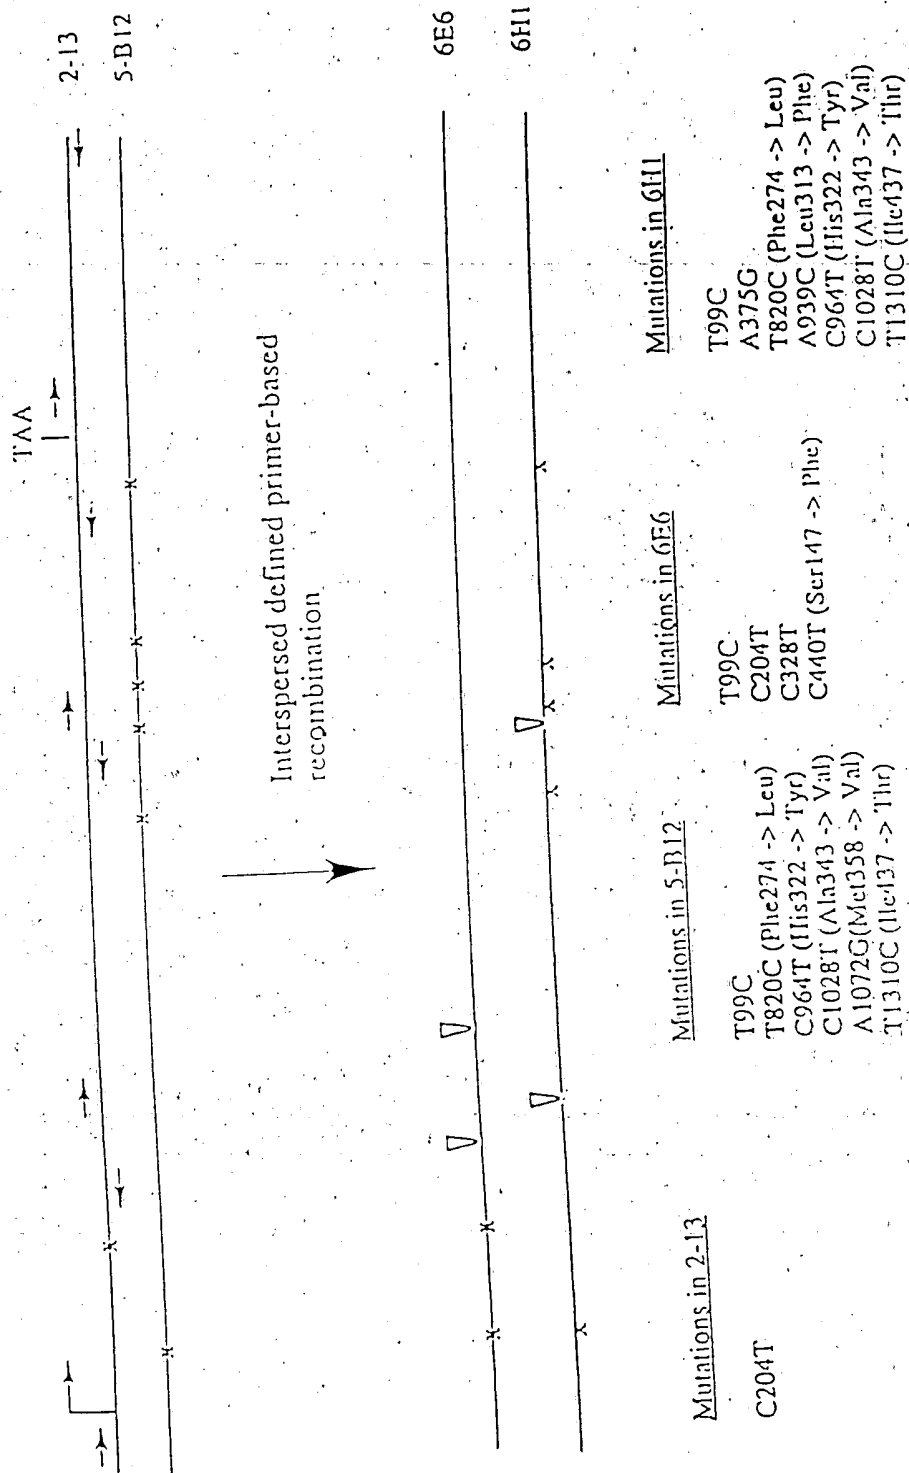 2-13
5-B12
TAA
Interspersed defined primer-based
recombination
6E6
6H1
Mutations in 2-13
C204T
Mutations in 5-B12
T99C
T820C (Phe274 -> Leu)
C964T (His322 -> Tyr)
C1028T (Ala343 -> Val)
A1072G(Met358 -> Val)
T1310C (Ile437 -> Thr)
Mutations in 6E6
T99C
C204T
C328T
C440T (Ser147 -> Phe)
Mutations in 6H1
T99C
A375G
T820C (Phe274 -> Leu)
A939C (Leu313 -> Phe)
C964T (His322 -> Tyr)
C1028T (Ala343 -> Val)
T1310C (Ile437 -> Thr)